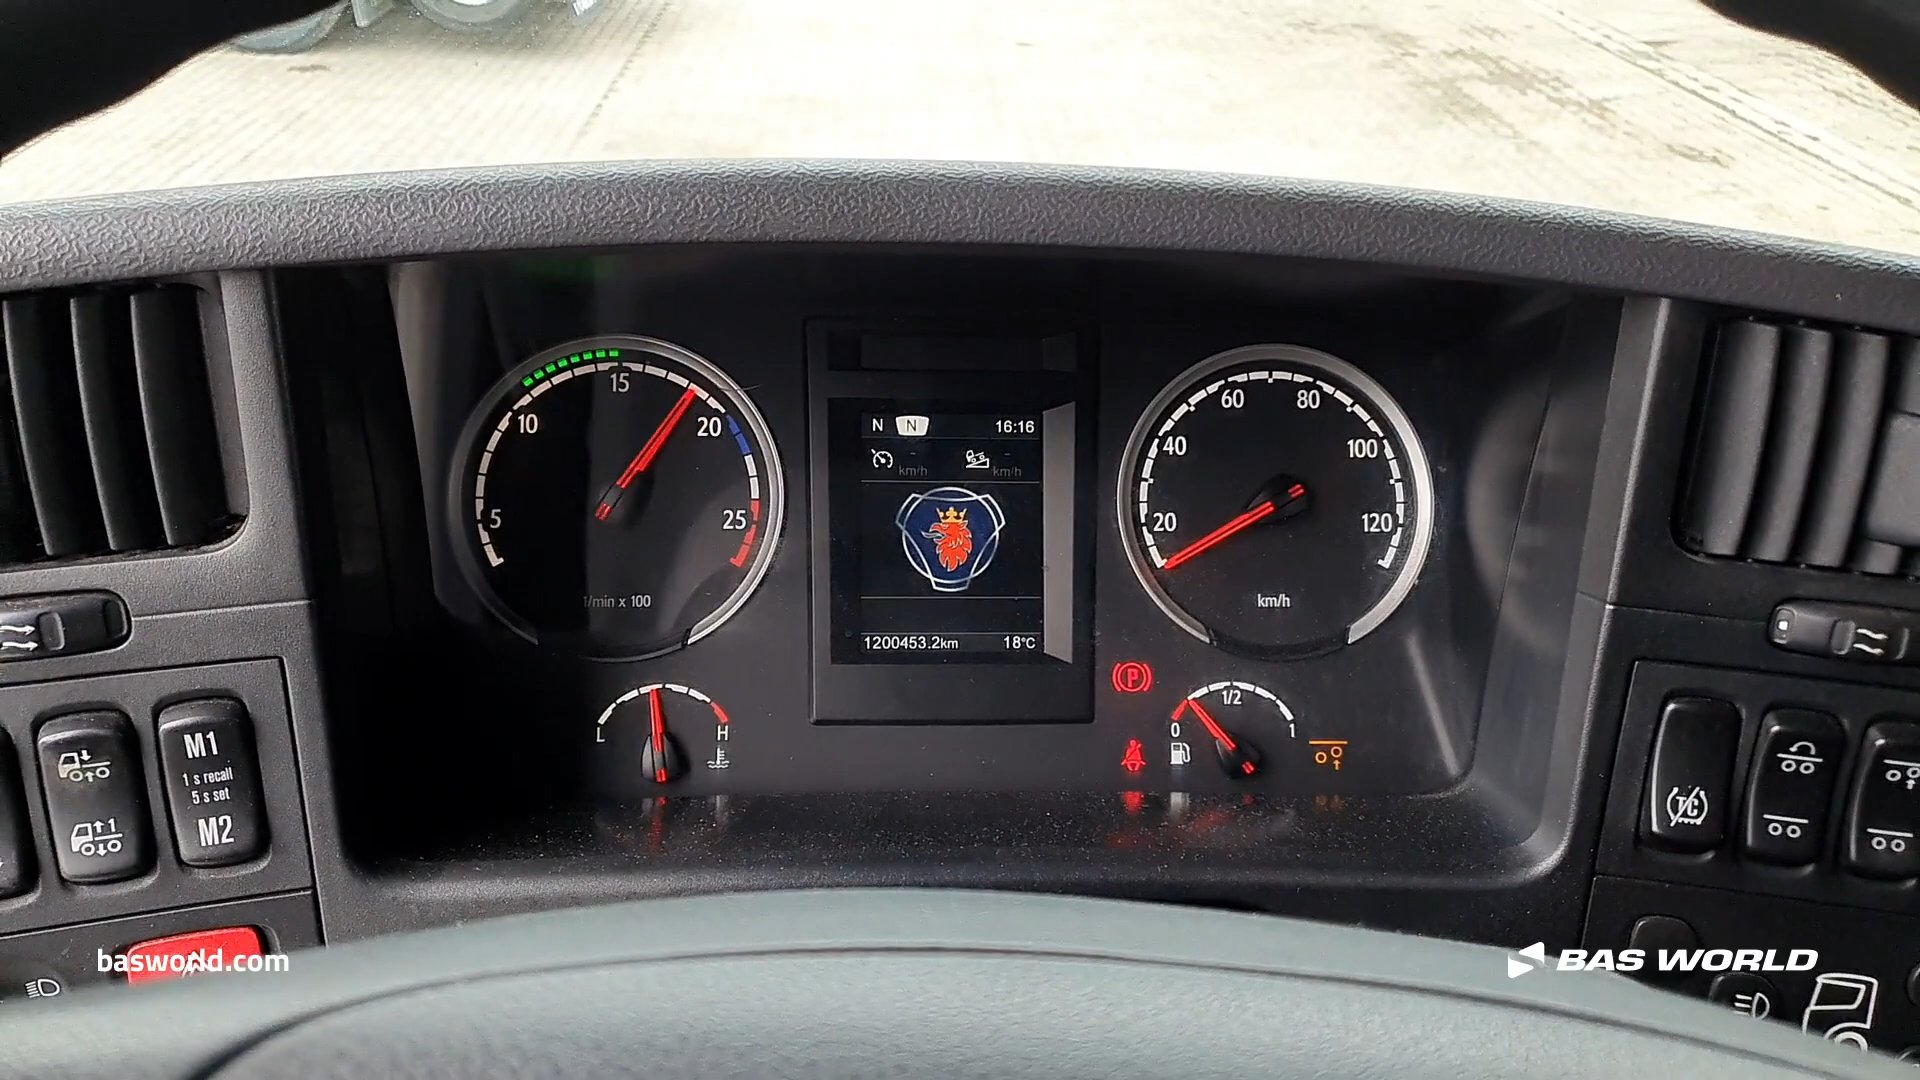 15
10
20
5
25
1/min x 100
N N 16:16
km/h km/h
1200453.2km 18°C
60 80
40 100
20 120
km/h
L H
P
1/2
0 1
M1
1 s recall
5 s set
M2
1
T/C
basworld.com
BAS WORLD